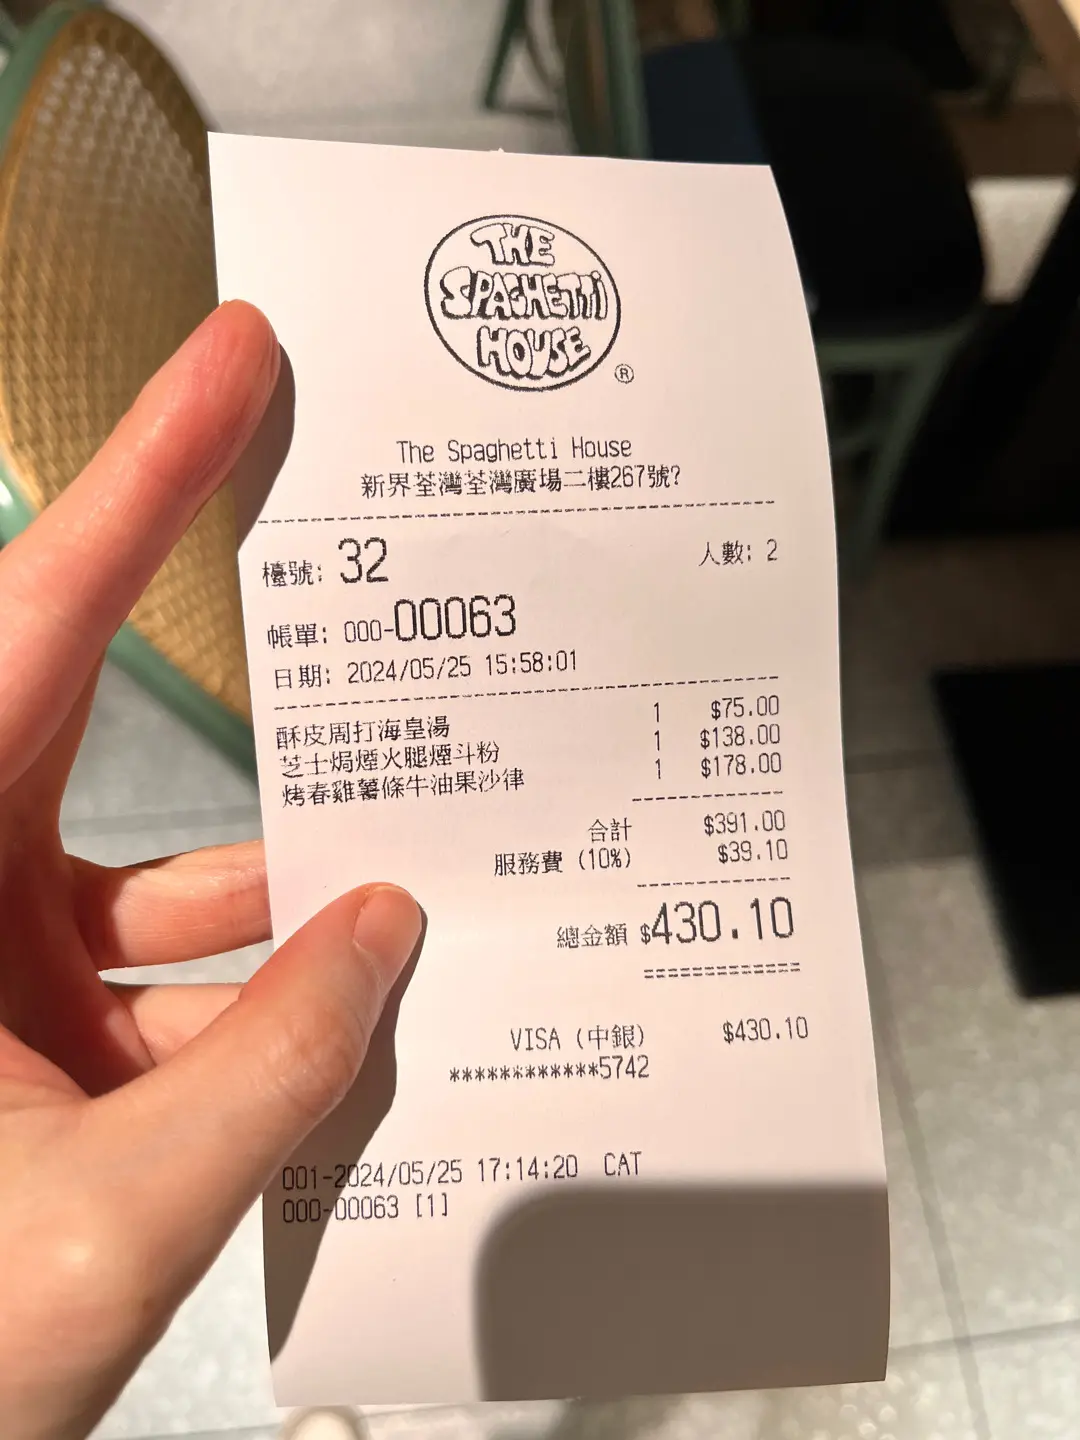 THE
SPAGHETTI
HOUSE
®
The Spaghetti House
新界荃灣荃灣廣場二樓267號?
檯號: 32 人數: 2
帳單: 000-00063
日期: 2024/05/25 15:58:01
酥皮周打海皇湯 1 $75.00
芝士焗煙火腿煙斗粉 1 $138.00
烤春雞薯條牛油果沙律 1 $178.00
合計 $391.00
服務費 (10%) $39.10
總金額 $430.10
VISA (中銀) $430.10
************5742
001-2024/05/25 17:14:20 CAT
000-00063 [1]